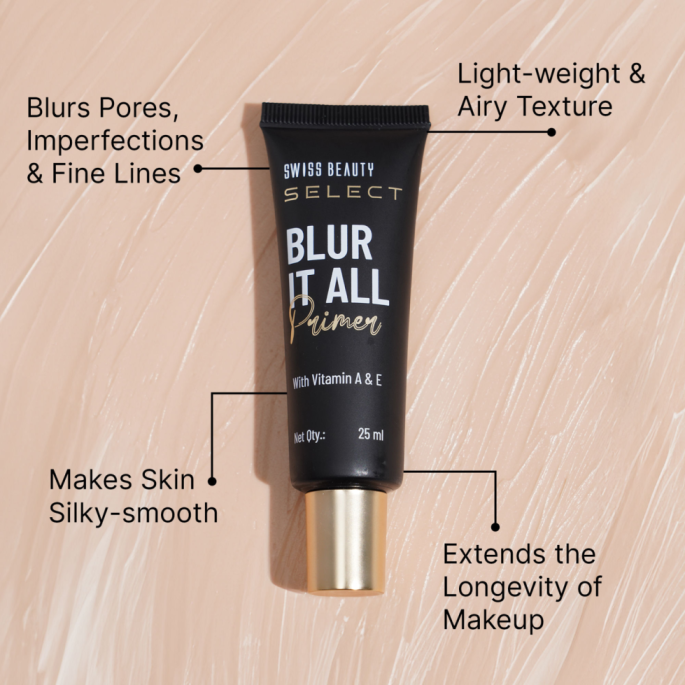 Light-weight &
Airy Texture
Blurs Pores,
Imperfections
& Fine Lines
SWISS BEAUTY
SELECT
BLUR
IT ALL
Primer
With Vitamin A & E
Net Qty.: 25 ml
Makes Skin
Silky-smooth
Extends the
Longevity of
Makeup